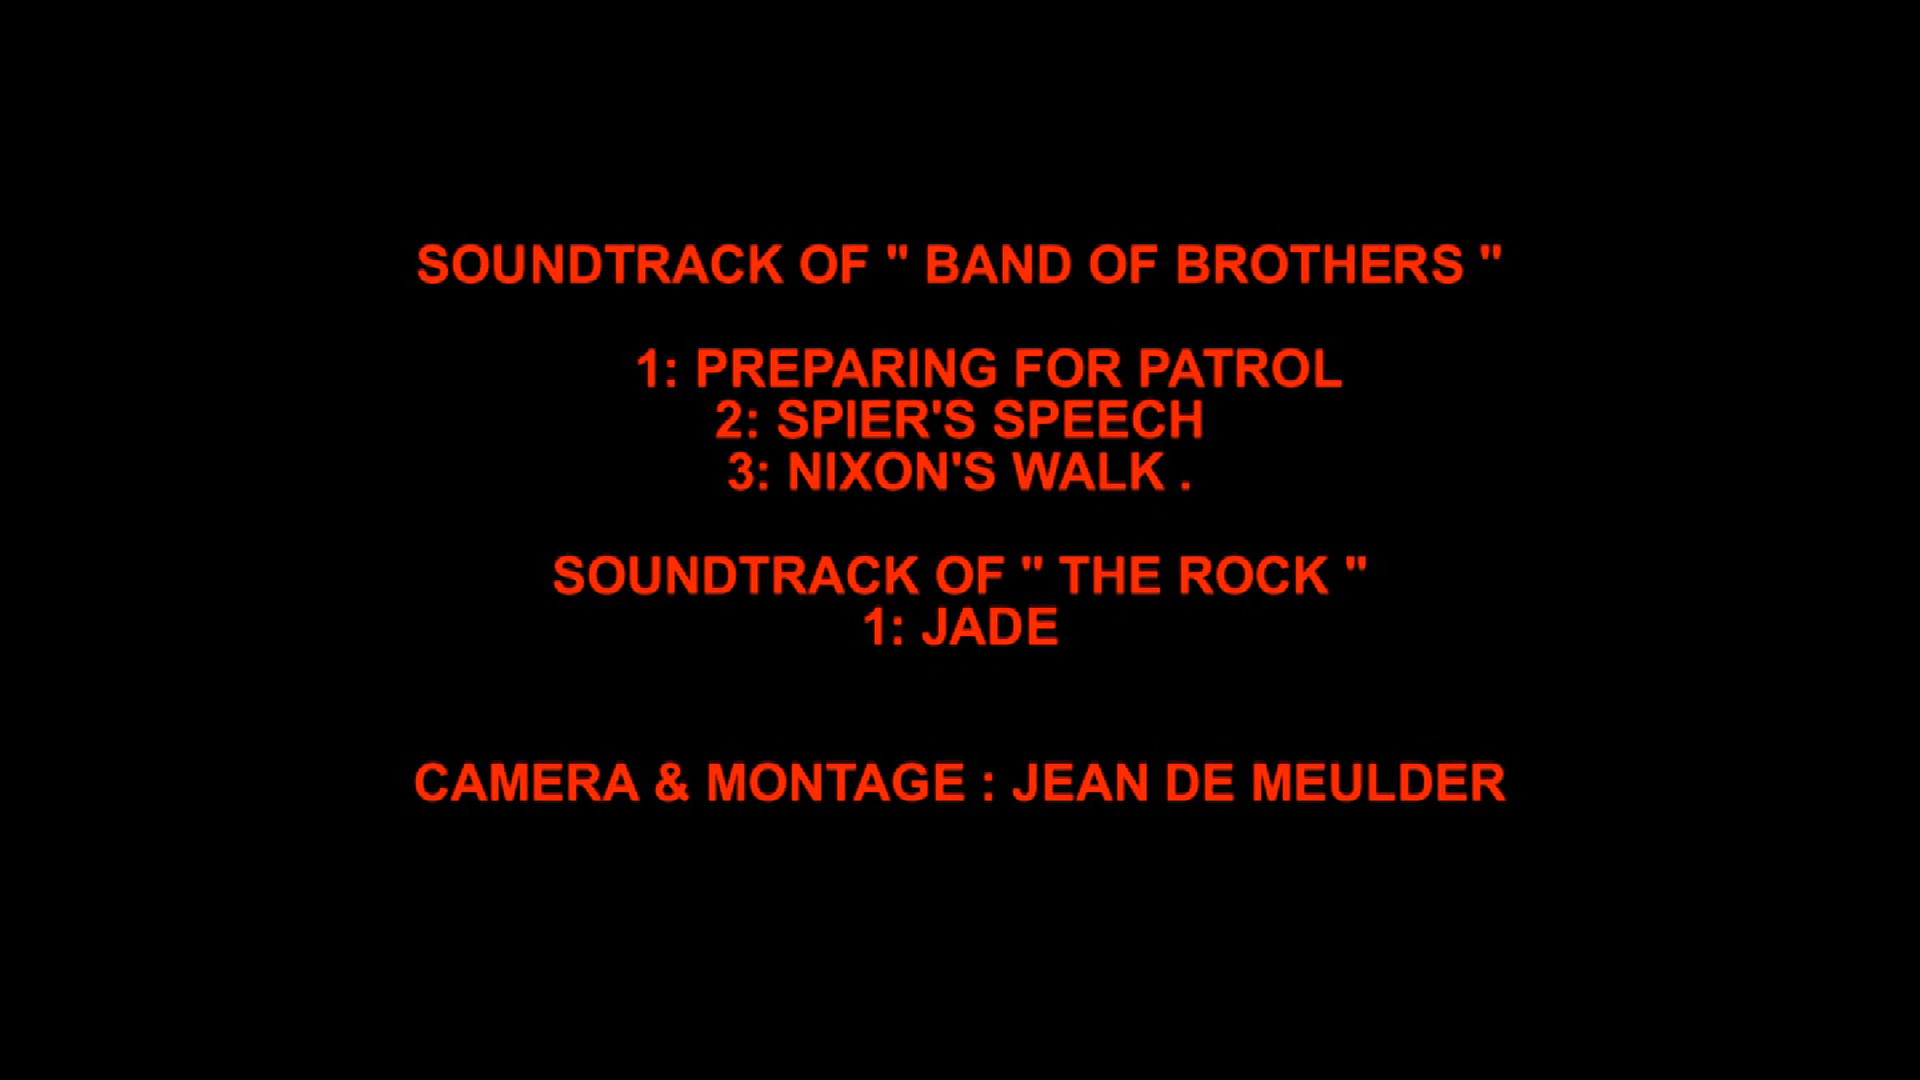 SOUNDTRACK OF " BAND OF BROTHERS "
1: PREPARING FOR PATROL
2: SPIER'S SPEECH
3: NIXON'S WALK .
SOUNDTRACK OF " THE ROCK "
1: JADE
CAMERA & MONTAGE : JEAN DE MEULDER